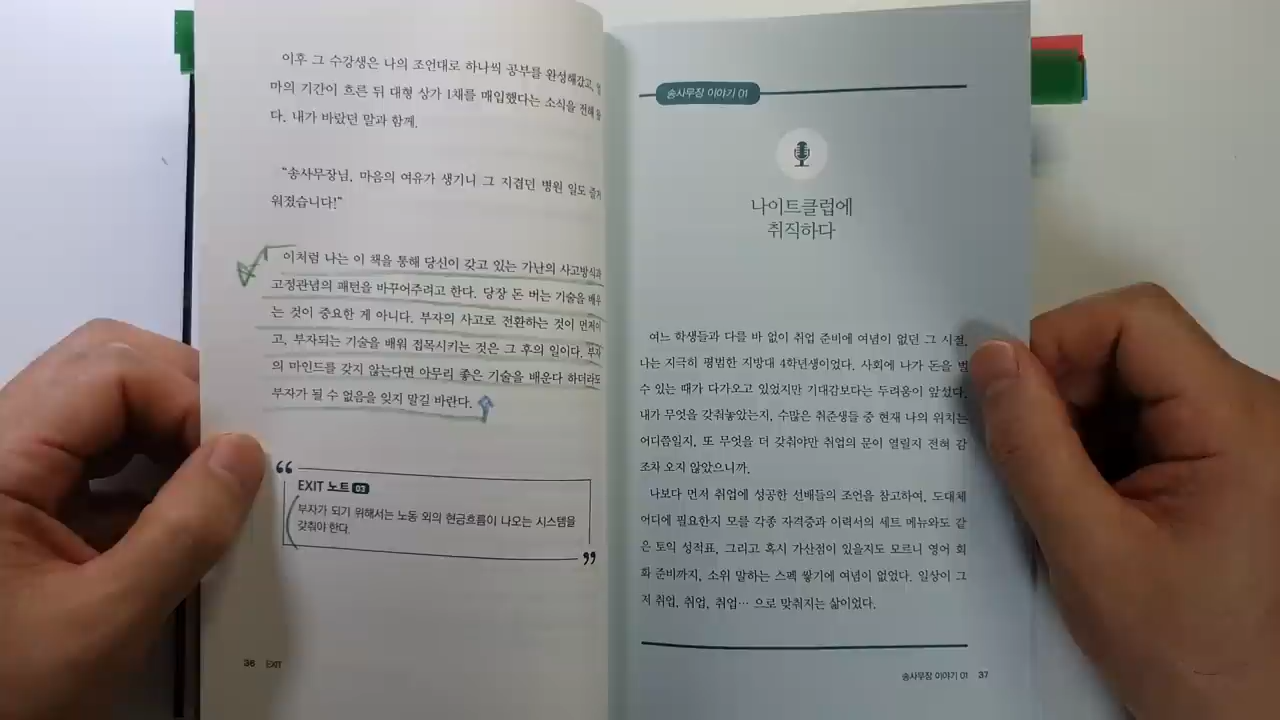 이후 그 수강생은 나의 조언대로 하나씩 공부를 완성해갔고,
마의 기간이 흐른 뒤 대형 상가 1채를 매입했다는 소식을 전해
다. 내가 바랐던 말과 함께.
“송사무장님, 마음의 여유가 생기니 그 지겹던 병원 일도 즐거
워졌습니다!”
이처럼 나는 이 책을 통해 당신이 갖고 있는 가난의 사고방식과
고정관념의 패턴을 바꾸어주려고 한다. 당장 돈 버는 기술을 배우
는 것이 중요한 게 아니다. 부자의 사고로 전환하는 것이 먼저이
고, 부자되는 기술을 배워 접목시키는 것은 그 후의 일이다. 부자
의 마인드를 갖지 않는다면 아무리 좋은 기술을 배운다 하더라도
부자가 될 수 없음을 잊지 말길 바란다.
EXIT 노트 03
부자가 되기 위해서는 노동 외의 현금흐름이 나오는 시스템을
갖춰야 한다.
36 EXIT
송사무장 이야기 01
나이트클럽에
취직하다
여느 학생들과 다를 바 없이 취업 준비에 여념이 없던 그 시절,
나는 지극히 평범한 지방대 4학년생이었다. 사회에 나가 돈을 벌
수 있는 때가 다가오고 있었지만 기대감보다는 두려움이 앞섰다.
내가 무엇을 갖춰놓았는지, 수많은 취준생들 중 현재 나의 위치는
어디쯤일지, 또 무엇을 더 갖춰야만 취업의 문이 열릴지 전혀 감
조차 오지 않았으니까.
나보다 먼저 취업에 성공한 선배들의 조언을 참고하여, 도대체
어디에 필요한지 모를 각종 자격증과 이력서의 세트 메뉴와도 같
은 토익 성적표, 그리고 혹시 가산점이 있을지도 모르니 영어 회
화 준비까지, 소위 말하는 스펙 쌓기에 여념이 없었다. 일상이 그
저 취업, 취업, 취업… 으로 맞춰지는 삶이었다.
송사무장 이야기 01 37